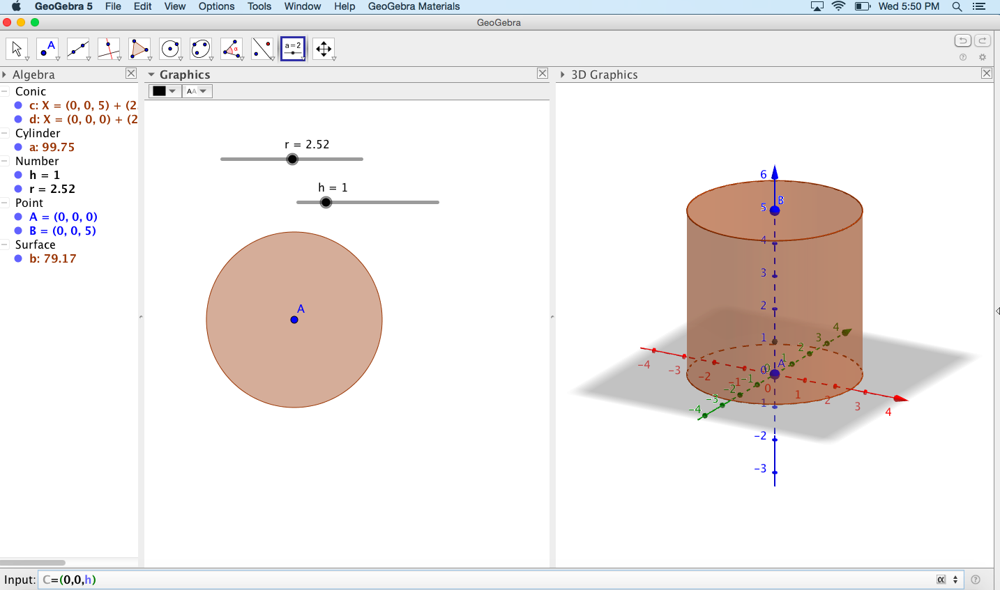 GeoGebra 5 File Edit View Options Tools Window Help GeoGebra Materials Wed 5:50 PM
GeoGebra
A
α
a=2
Algebra
Conic
c: X = (0, 0, 5) + (2
d: X = (0, 0, 0) + (2
Cylinder
a: 99.75
Number
h = 1
r = 2.52
Point
A = (0, 0, 0)
B = (0, 0, 5)
Surface
b: 79.17
Graphics
AA
r = 2.52
h = 1
A
3D Graphics
6
B
5
4
3
2
4
1
3
2
−4
1
−3
0
0
A
−2
−1
−1
0
−2
1
−3
1
2
−4
3
4
−2
−3
Input: C=(0,0,h) α